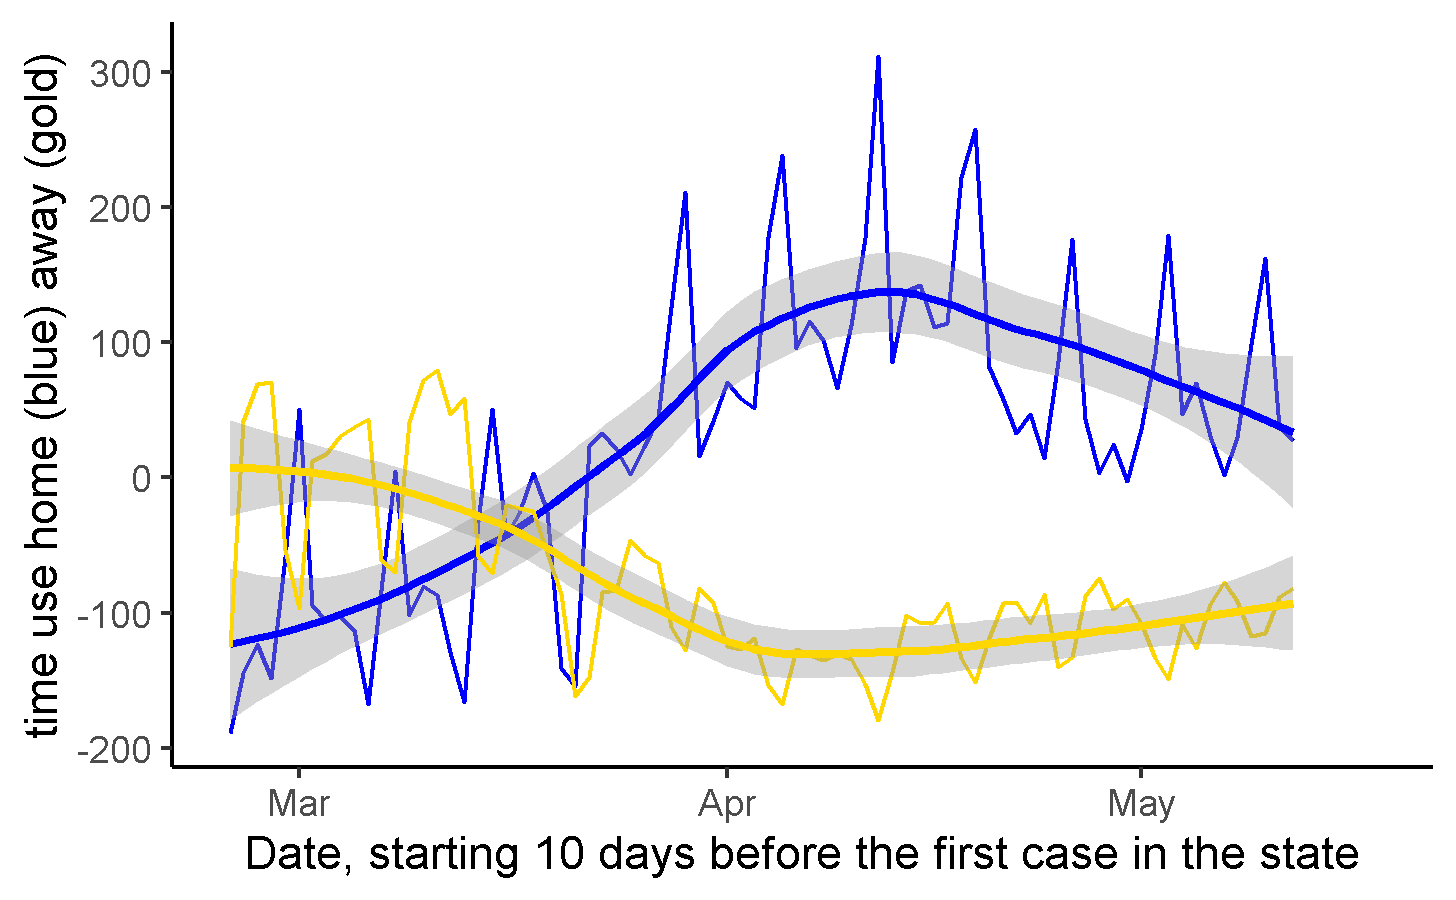 time use home (blue) away (gold)
300
200
100
0
-100
-200
Mar
Apr
May
Date, starting 10 days before the first case in the state